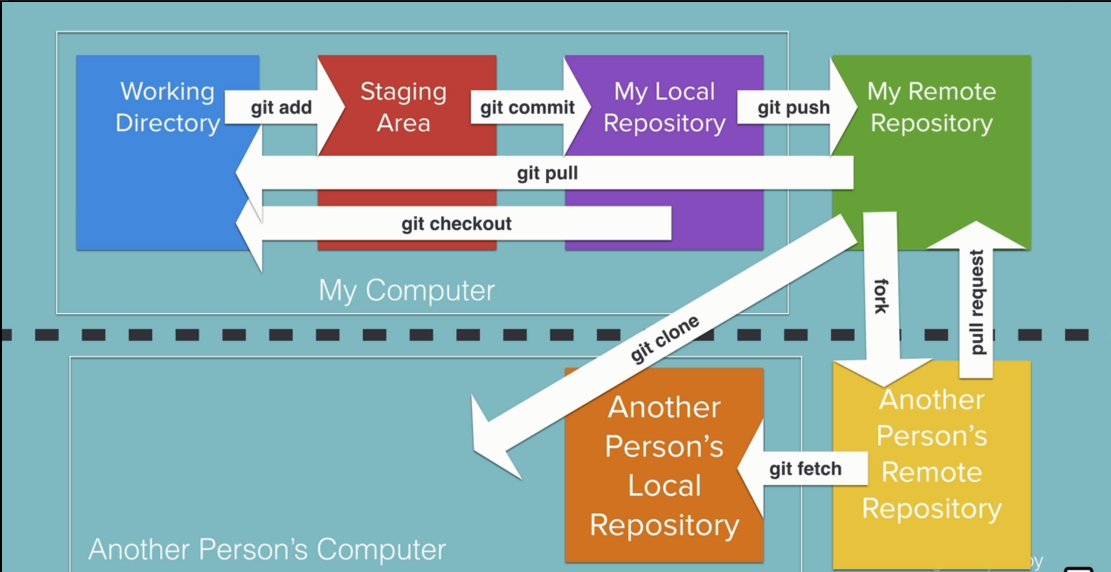 Working
Directory
git add
Staging
Area
git commit
My Local
Repository
git push
My Remote
Repository
git pull
git checkout
My Computer
git clone
fork
pull request
Another
Person's
Local
Repository
git fetch
Another
Person's
Remote
Repository
Another Person's Computer
by